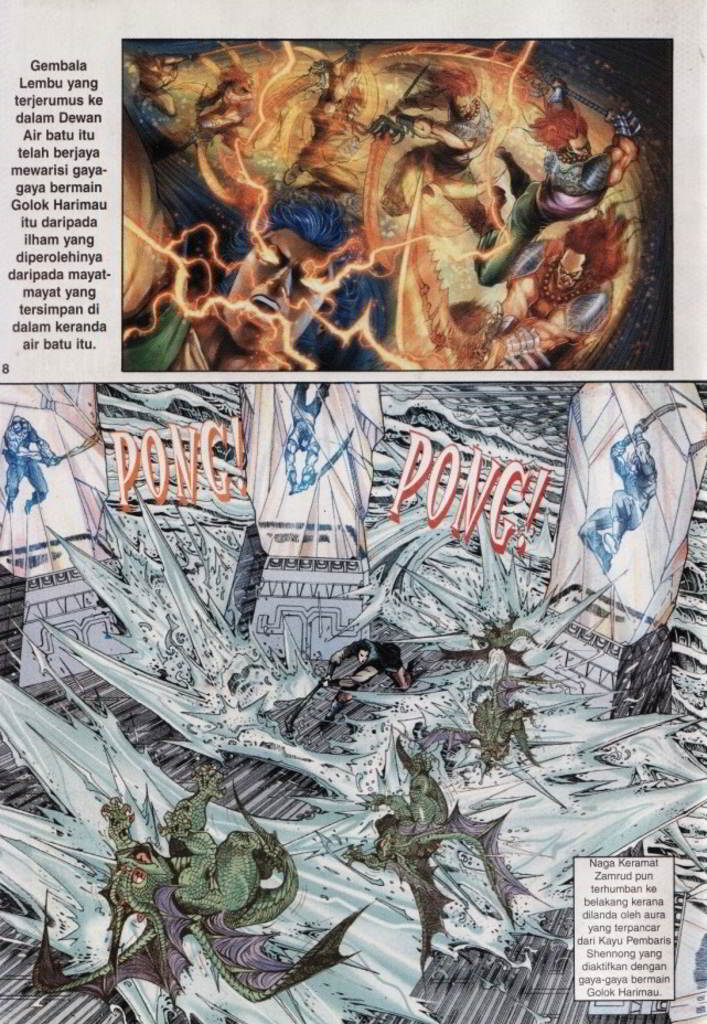 Gembala
Lembu yang
terjerumus ke
dalam Dewan
Air batu itu
telah berjaya
mewarisi gaya-
gaya bermain
Golok Harimau
itu daripada
ilham yang
diperolehinya
daripada mayat-
mayat yang
tersimpan di
dalam keranda
air batu itu.
8
PONG!
PONG!
Naga Keramat
Zamrud pun
terhumban ke
belakang kerana
dilanda oleh aura
yang terpancar
dari Kayu Pembaris
Shennong yang
diaktifkan dengan
gaya-gaya bermain
Golok Harimau.